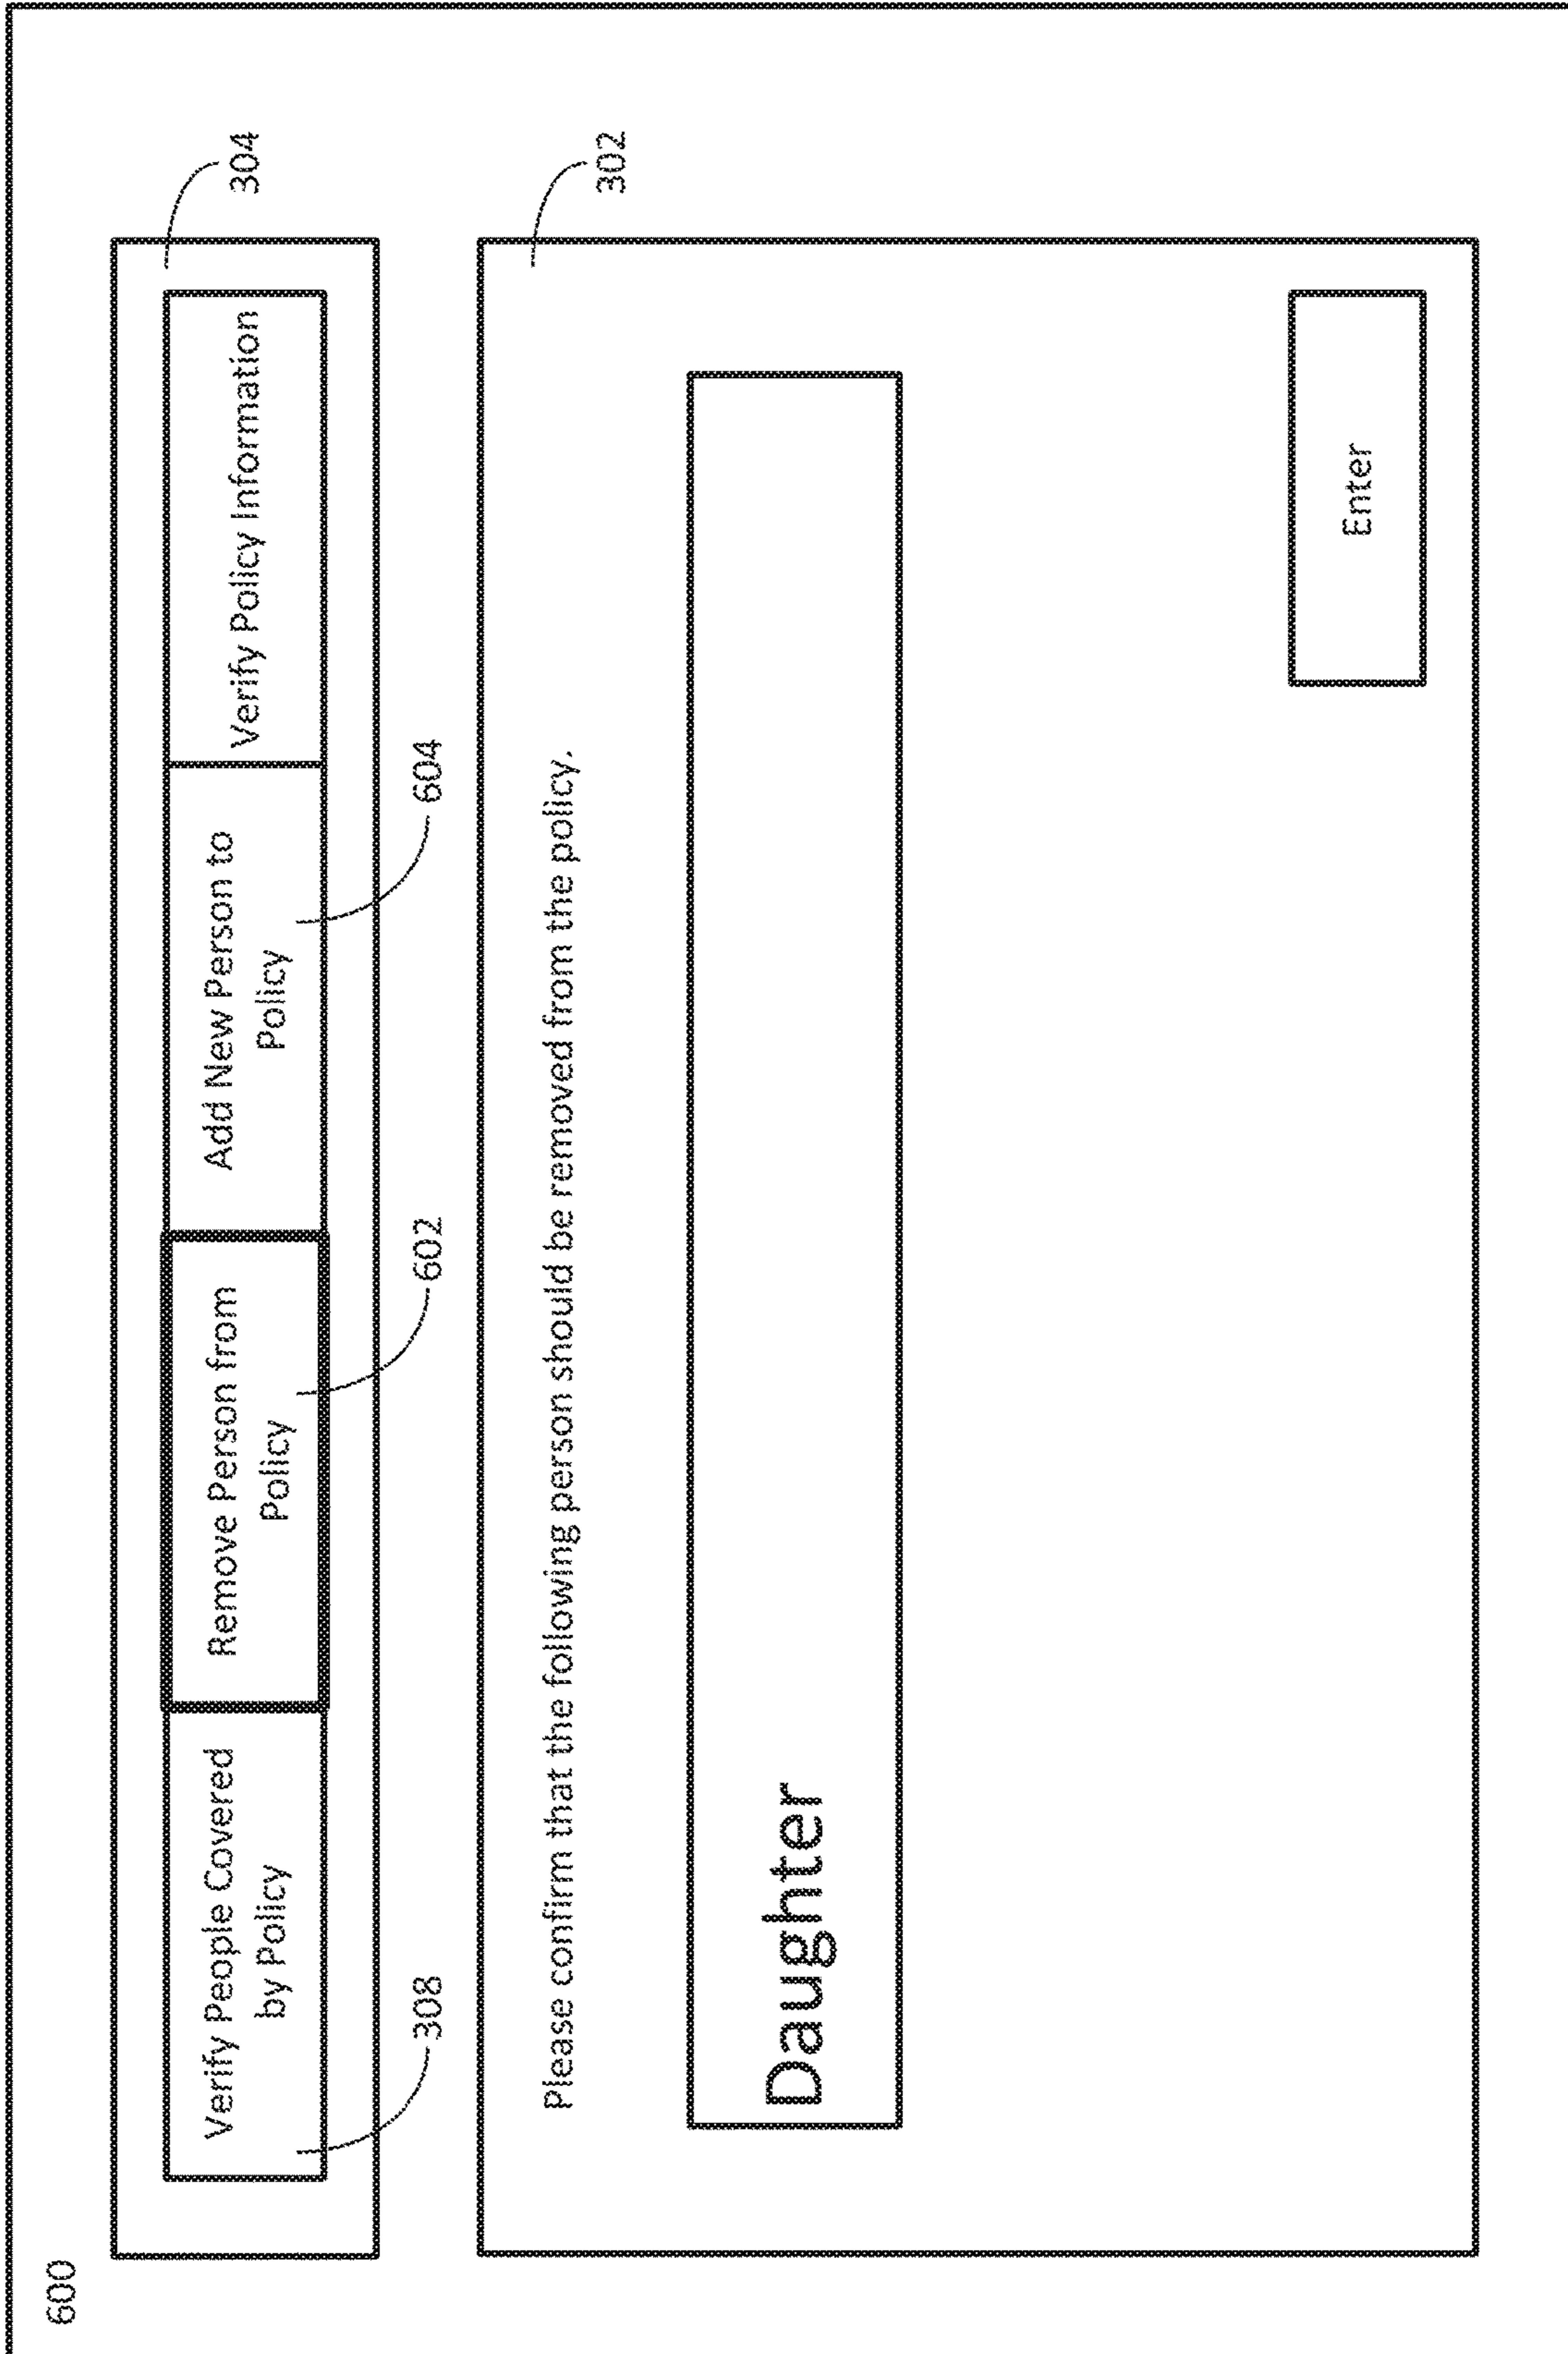 600
304
Verify People Covered
by Policy
Remove Person from
Policy
Add New Person to
Policy
Verify Policy Information
308
602
604
302
Please confirm that the following person should be removed from the policy.
Daughter
Enter